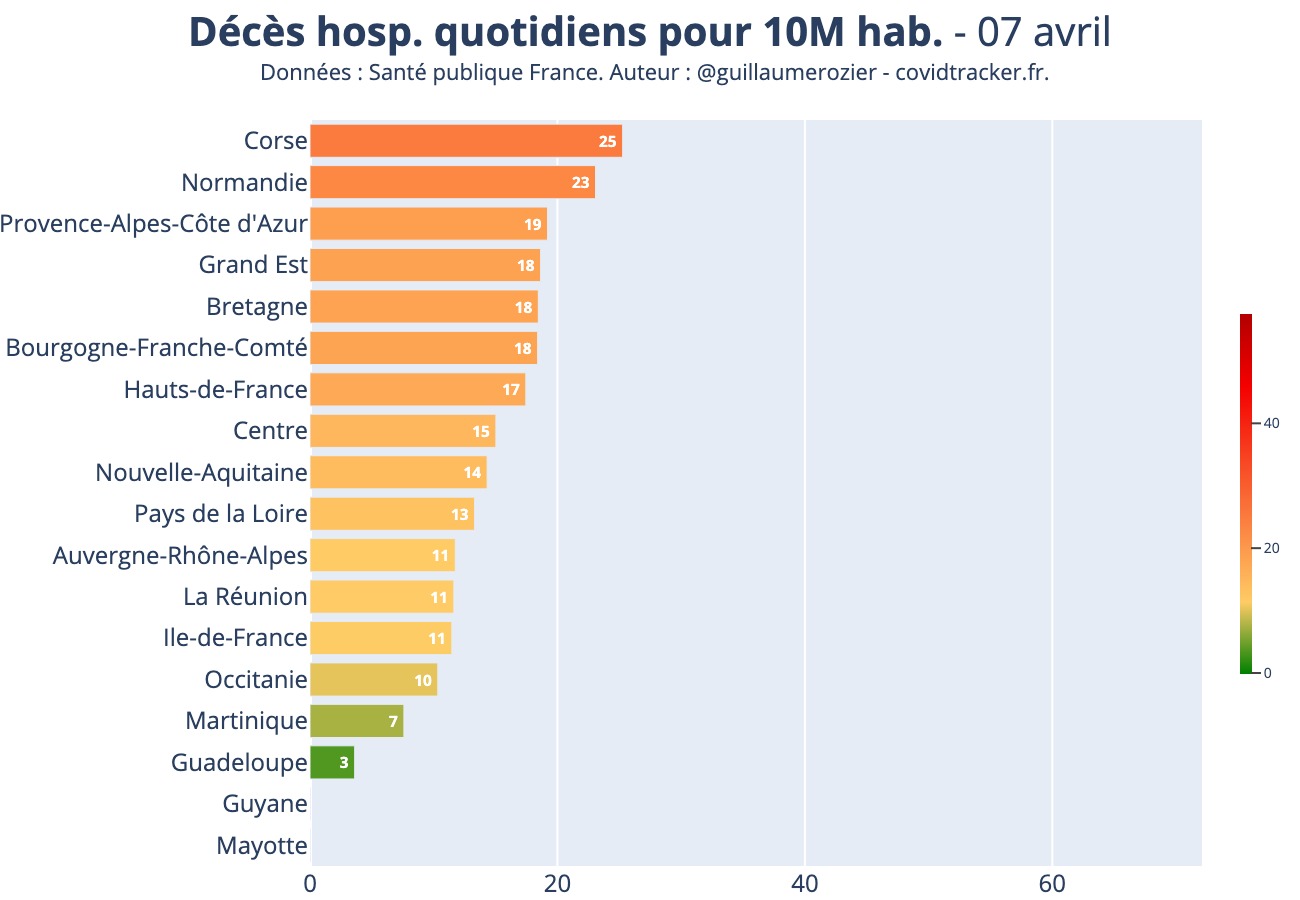 Décès hosp. quotidiens pour 10M hab. - 07 avril
Données : Santé publique France. Auteur : @guillaumerozier - covidtracker.fr.
Corse 25
Normandie 23
Provence-Alpes-Côte d'Azur 19
Grand Est 18
Bretagne 18
Bourgogne-Franche-Comté 18
Hauts-de-France 17
Centre 15
Nouvelle-Aquitaine 14
Pays de la Loire 13
Auvergne-Rhône-Alpes 11
La Réunion 11
Ile-de-France 11
Occitanie 10
Martinique 7
Guadeloupe 3
Guyane
Mayotte
0 20 40 60
40
20
0